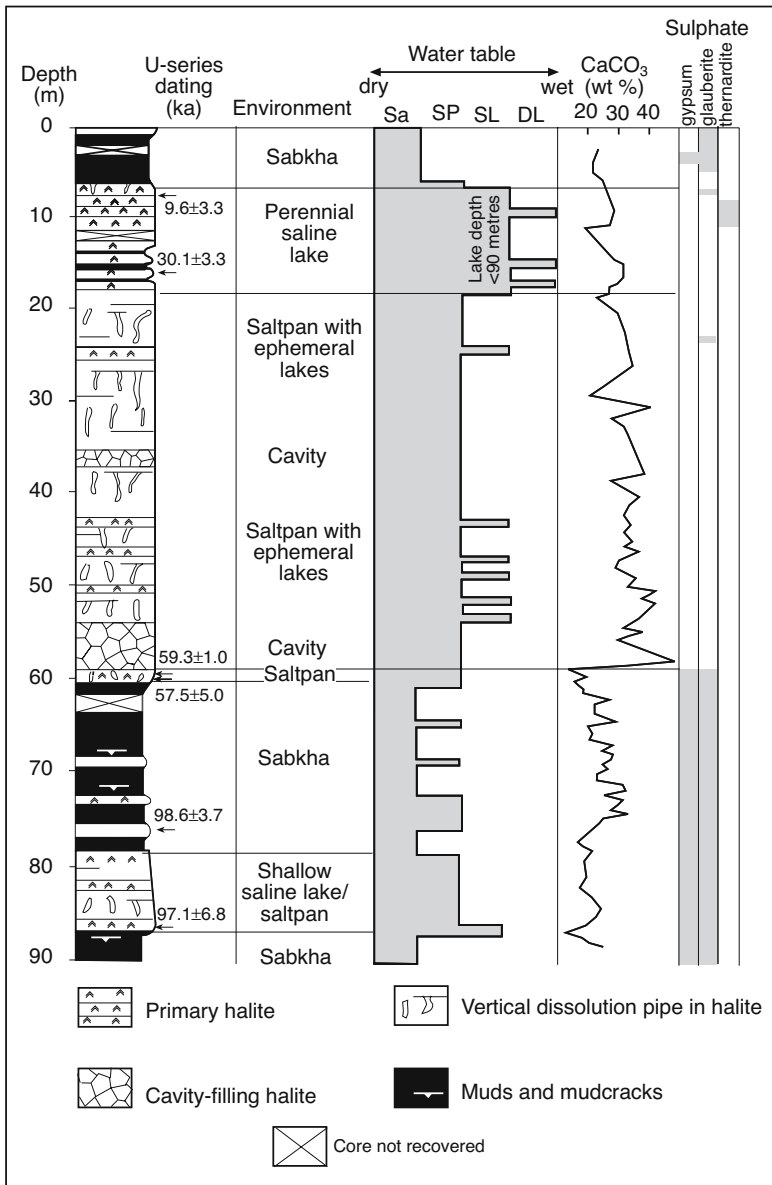 Sulphate
Water table
Depth
(m)
U-series
dating
(ka)
Environment
dry
wet
Sa
SP
SL
DL
CaCO3
(wt %)
20 30 40
gypsum
glauberite
thernardite
0
Sabkha
10
9.6±3.3
Perennial
saline
lake
Lake depth
<90 metres
30.1±3.3
20
Saltpan with
ephemeral
lakes
30
Cavity
40
Saltpan with
ephemeral
lakes
50
Cavity
59.3±1.0
60
Saltpan
57.5±5.0
Sabkha
70
98.6±3.7
80
Shallow
saline lake/
saltpan
97.1±6.8
90
Sabkha
Primary halite
Vertical dissolution pipe in halite
Cavity-filling halite
Muds and mudcracks
Core not recovered